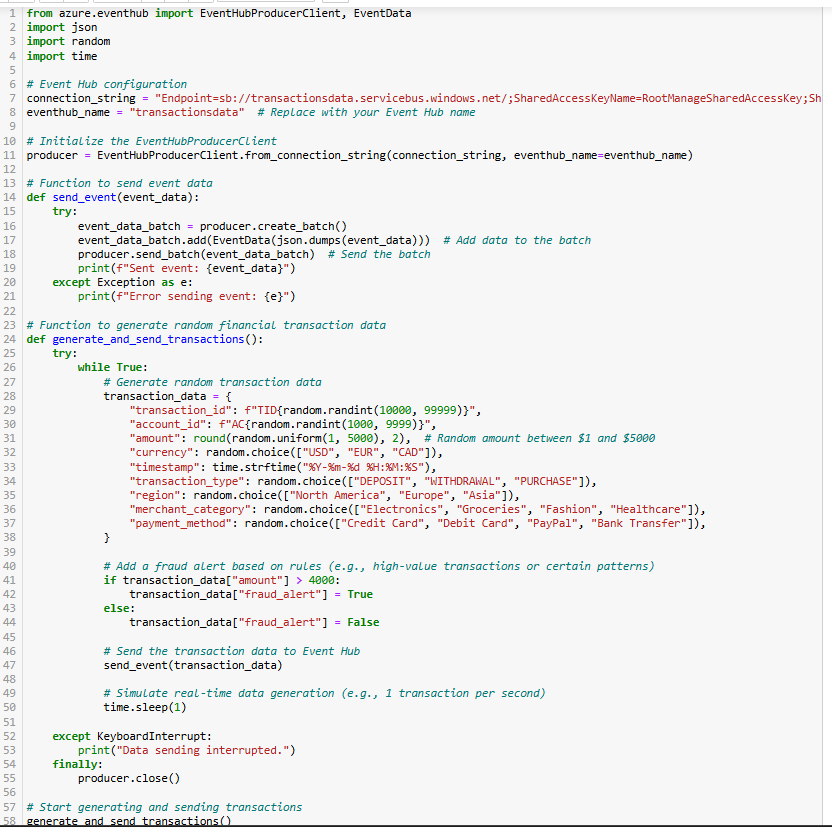 1 from azure.eventhub import EventHubProducerClient, EventData
2 import json
3 import random
4 import time
5
6 # Event Hub configuration
7 connection_string = "Endpoint=sb://transactionsdata.servicebus.windows.net/;SharedAccessKeyName=RootManageSharedAccessKey;Sh
8 eventhub_name = "transactionsdata"  # Replace with your Event Hub name
9
10 # Initialize the EventHubProducerClient
11 producer = EventHubProducerClient.from_connection_string(connection_string, eventhub_name=eventhub_name)
12
13 # Function to send event data
14 def send_event(event_data):
15     try:
16         event_data_batch = producer.create_batch()
17         event_data_batch.add(EventData(json.dumps(event_data)))  # Add data to the batch
18         producer.send_batch(event_data_batch)  # Send the batch
19         print(f"Sent event: {event_data}")
20     except Exception as e:
21         print(f"Error sending event: {e}")
22
23 # Function to generate random financial transaction data
24 def generate_and_send_transactions():
25     try:
26         while True:
27             # Generate random transaction data
28             transaction_data = {
29                 "transaction_id": f"TID{random.randint(10000, 99999)}",
30                 "account_id": f"AC{random.randint(1000, 9999)}",
31                 "amount": round(random.uniform(1, 5000), 2),  # Random amount between $1 and $5000
32                 "currency": random.choice(["USD", "EUR", "CAD"]),
33                 "timestamp": time.strftime("%Y-%m-%d %H:%M:%S"),
34                 "transaction_type": random.choice(["DEPOSIT", "WITHDRAWAL", "PURCHASE"]),
35                 "region": random.choice(["North America", "Europe", "Asia"]),
36                 "merchant_category": random.choice(["Electronics", "Groceries", "Fashion", "Healthcare"]),
37                 "payment_method": random.choice(["Credit Card", "Debit Card", "PayPal", "Bank Transfer"]),
38             }
39
40             # Add a fraud alert based on rules (e.g., high-value transactions or certain patterns)
41             if transaction_data["amount"] > 4000:
42                 transaction_data["fraud_alert"] = True
43             else:
44                 transaction_data["fraud_alert"] = False
45
46             # Send the transaction data to Event Hub
47             send_event(transaction_data)
48
49             # Simulate real-time data generation (e.g., 1 transaction per second)
50             time.sleep(1)
51
52     except KeyboardInterrupt:
53         print("Data sending interrupted.")
54     finally:
55         producer.close()
56
57 # Start generating and sending transactions
58 generate_and_send_transactions()